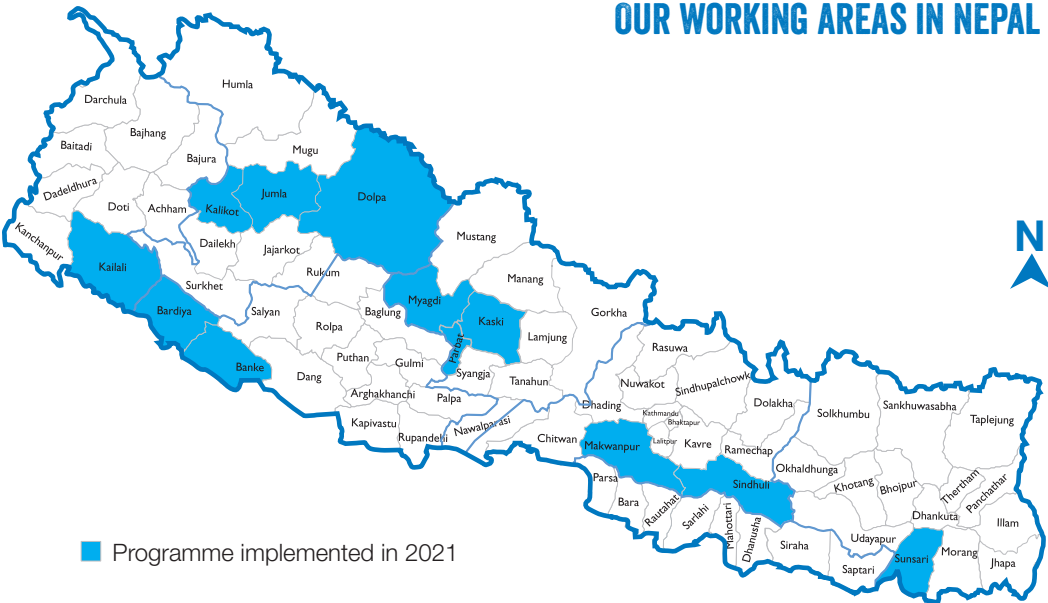 OUR WORKING AREAS IN NEPAL
Humla
Darchula
Bajhang
Baitadi
Bajura
Mugu
Dadeldhura
Doti
Achham
Kalikot
Jumla
Dolpa
Kanchanpur
Dailekh
Jajarkot
Mustang
N
Kailali
Rukum
Surkhet
Manang
Bardiya
Salyan
Baglung
Myagdi
Kaski
Gorkha
Rolpa
Lamjung
Parbat
Rasuwa
Puthan
Gulmi
Banke
Dang
Syangja
Tanahun
Nuwakot
Sindhupalchowk
Arghakhanchi
Palpa
Dhading
Dolakha
Solkhumbu
Sankhuwasabha
Taplejung
Kathmandu
Bhaktapur
Kapivastu
Rupandehi
Nawalparasi
Chitwan
Makwanpur
Lalitpur
Kavre
Ramechap
Okhaldhunga
Parsa
Sindhuli
Khotang
Bhojpur
Thertham
Panchathar
Bara
Rautahat
Sarlahi
Mahottari
Dhanusha
Dhankuta
Illam
Siraha
Udayapur
Saptari
Sunsari
Morang
Jhapa
Programme implemented in 2021